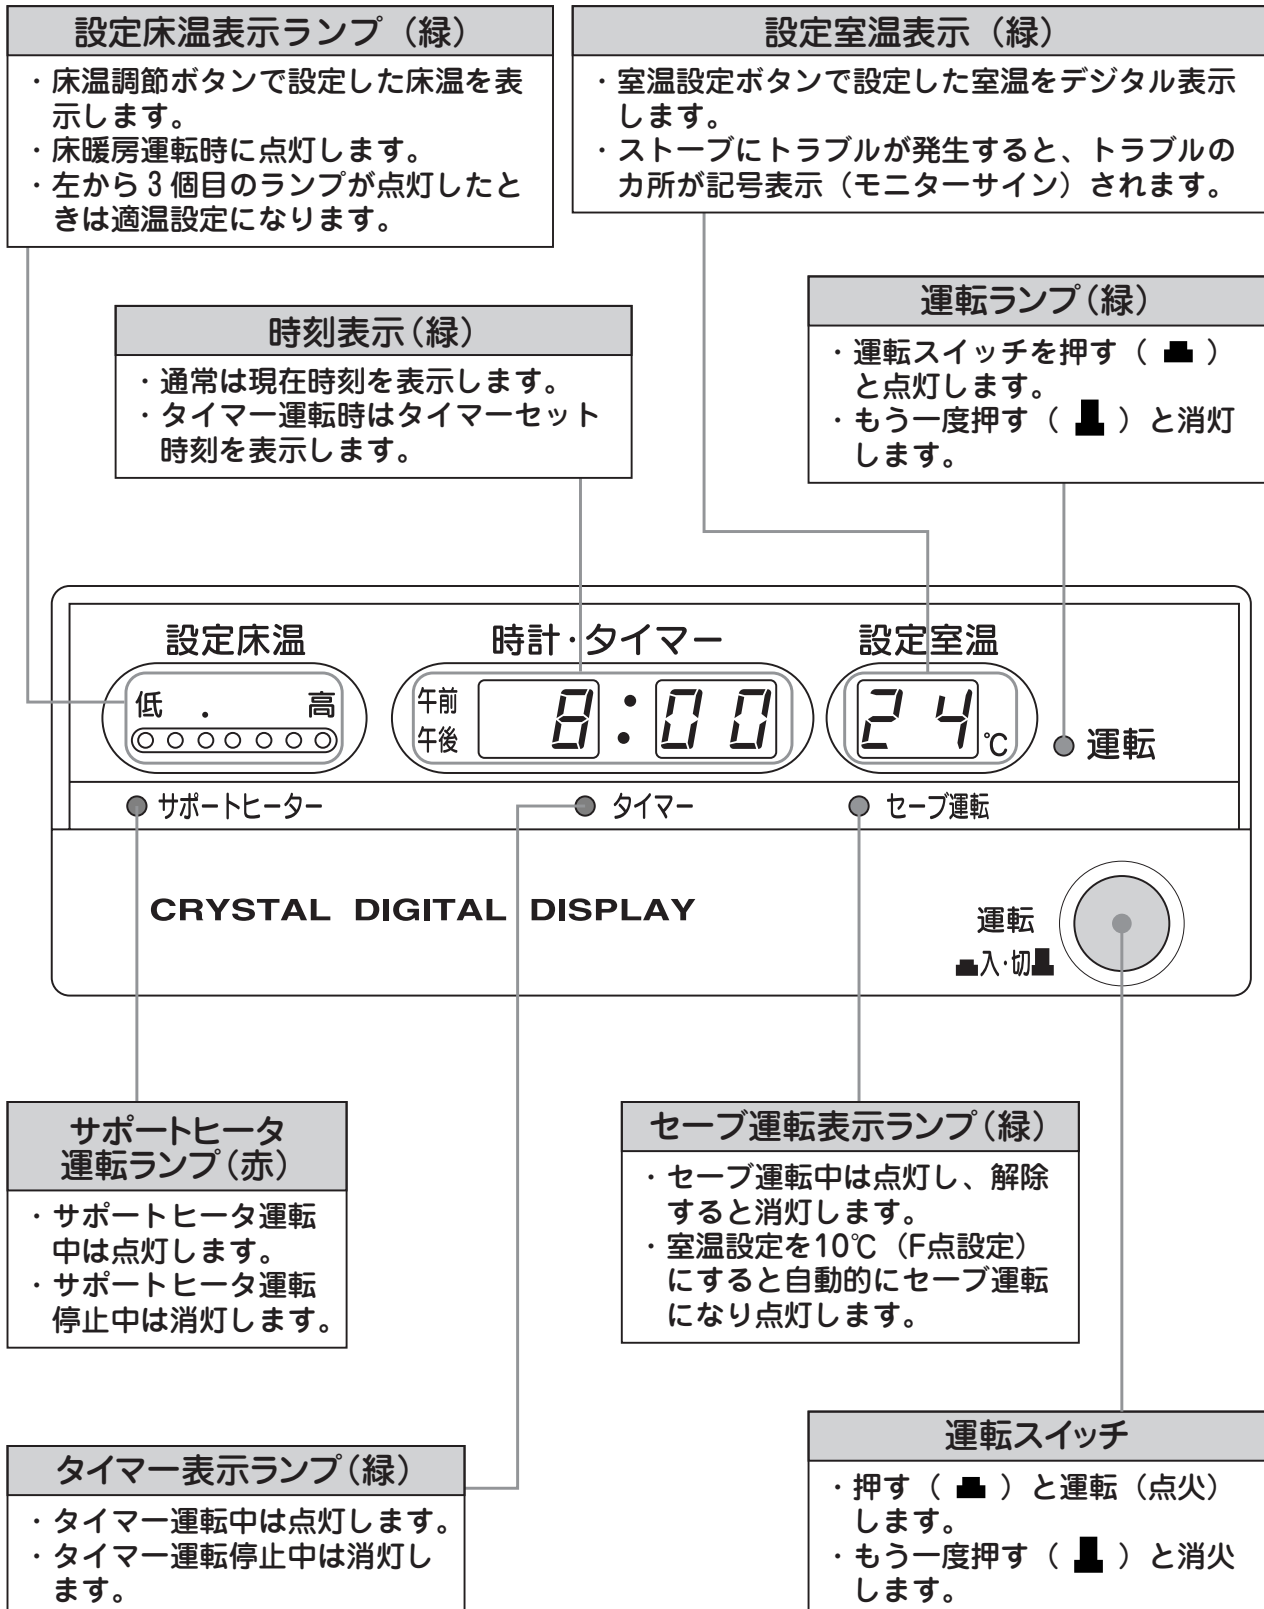 設定床温表示ランプ（緑）
・床温調節ボタンで設定した床温を表
示します。
・床暖房運転時に点灯します。
・左から３個目のランプが点灯したと
きは適温設定になります。
設定室温表示（緑）
・室温設定ボタンで設定した室温をデジタル表示
します。
・ストーブにトラブルが発生すると、トラブルの
カ所が記号表示（モニターサイン）されます。
時刻表示（緑）
・通常は現在時刻を表示します。
・タイマー運転時はタイマーセット
時刻を表示します。
運転ランプ（緑）
・運転スイッチを押す（ ）
と点灯します。
・もう一度押す（ ）と消灯
します。
設定床温
時計・タイマー
設定室温
低 . 高
午前
午後
8:00
24℃
運転
サポートヒーター
タイマー
セーブ運転
CRYSTAL DIGITAL DISPLAY
運転
入・切
サポートヒータ
運転ランプ（赤）
・サポートヒータ運転
中は点灯します。
・サポートヒータ運転
停止中は消灯します。
セーブ運転表示ランプ（緑）
・セーブ運転中は点灯し、解除
すると消灯します。
・室温設定を10℃（F点設定）
にすると自動的にセーブ運転
になり点灯します。
タイマー表示ランプ（緑）
・タイマー運転中は点灯します。
・タイマー運転停止中は消灯し
ます。
運転スイッチ
・押す（ ）と運転（点火）
します。
・もう一度押す（ ）と消火
します。